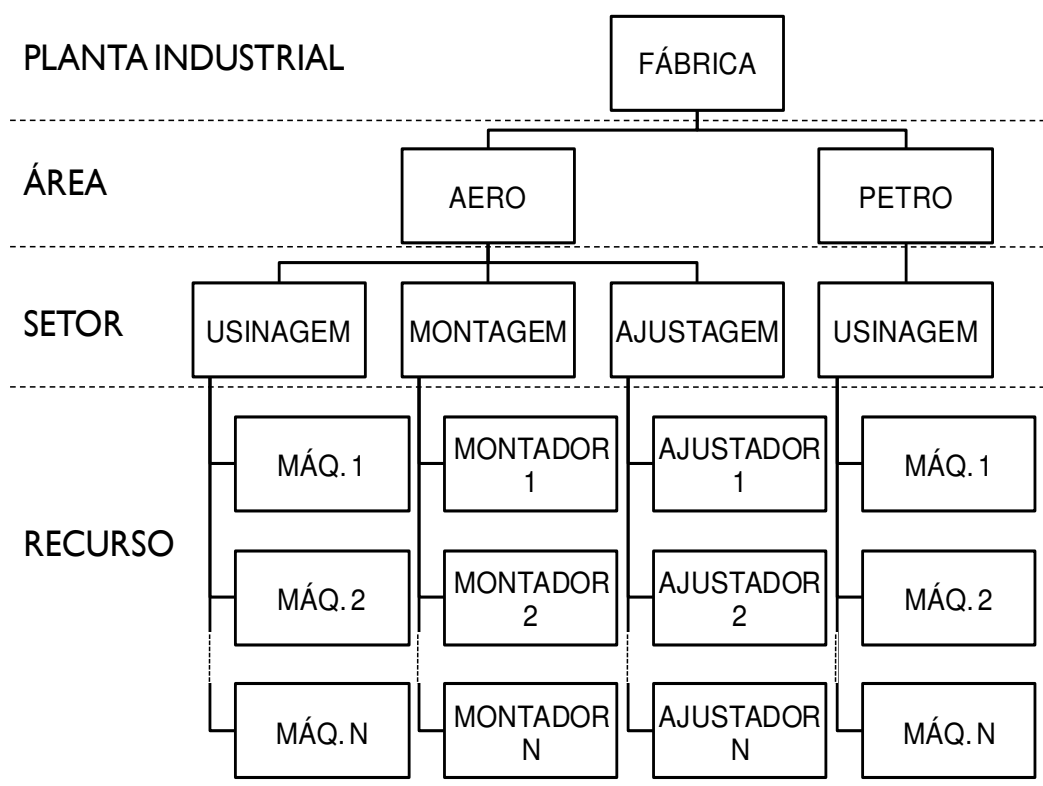 PLANTA INDUSTRIAL
FÁBRICA
ÁREA
AERO
PETRO
SETOR
USINAGEM
MONTAGEM
AJUSTAGEM
USINAGEM
RECURSO
MÁQ. 1
MONTADOR
1
AJUSTADOR
1
MÁQ. 1
MÁQ. 2
MONTADOR
2
AJUSTADOR
2
MÁQ. 2
MÁQ. N
MONTADOR
N
AJUSTADOR
N
MÁQ. N